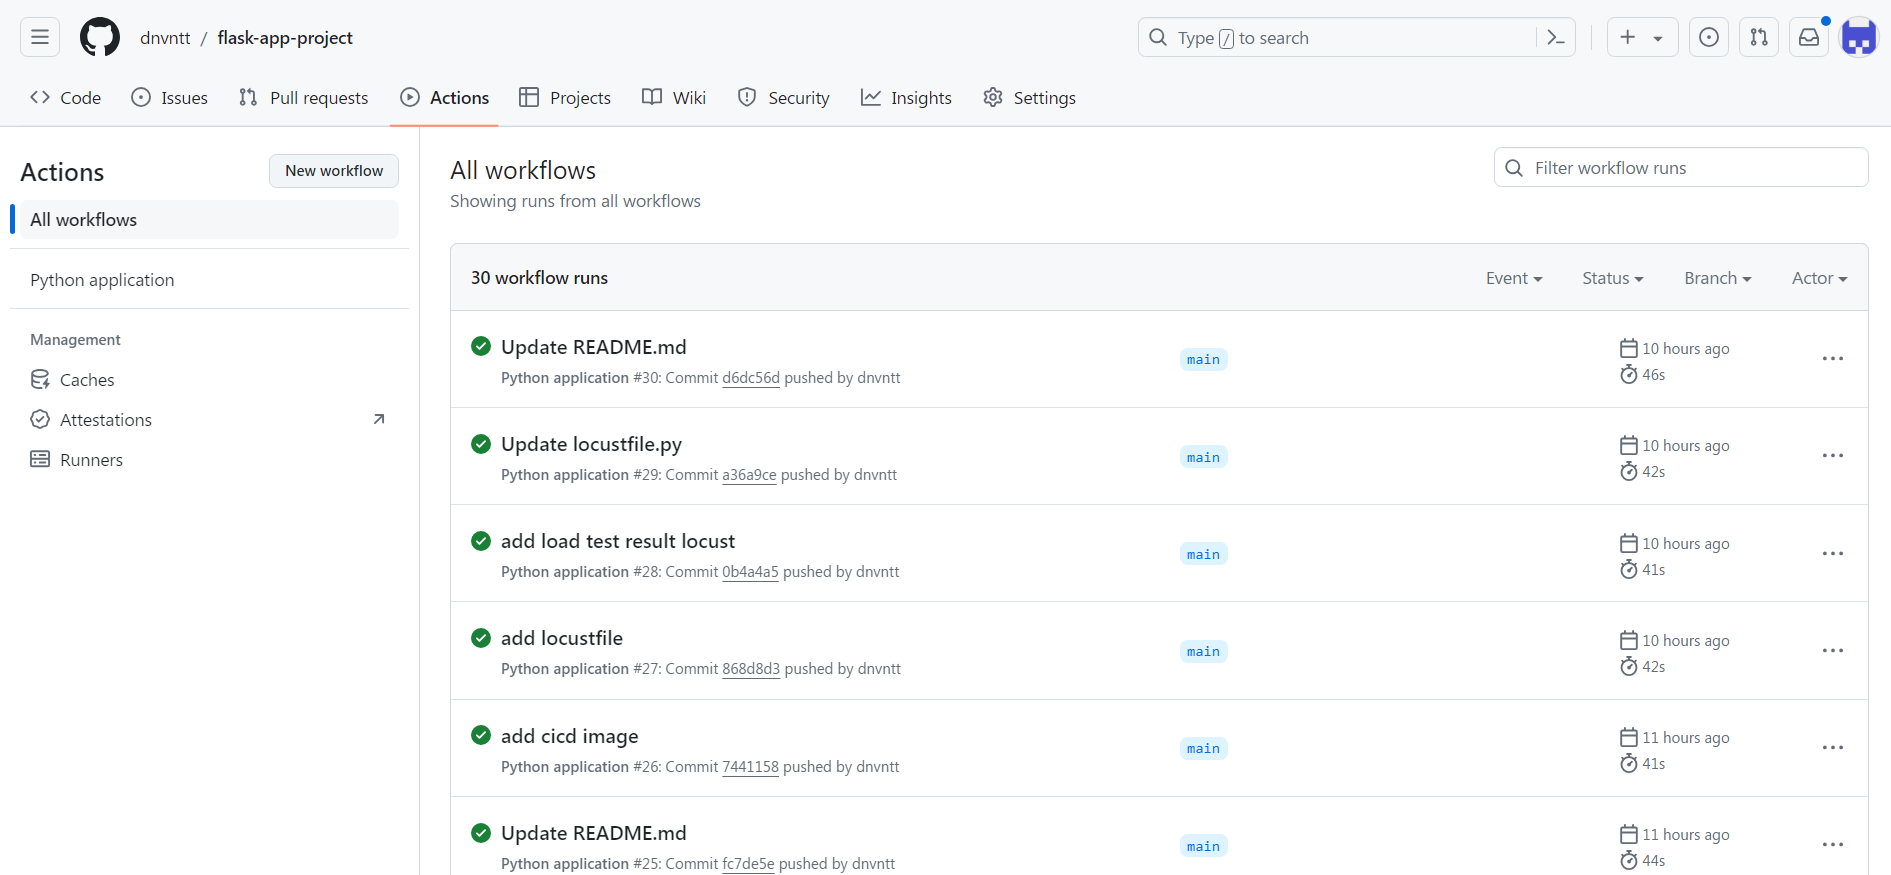 dnvntt / flask-app-project
Type / to search
Code Issues Pull requests Actions Projects Wiki Security Insights Settings
Actions
New workflow
All workflows
Python application
Management
Caches
Attestations
Runners
All workflows
Showing runs from all workflows
Filter workflow runs
30 workflow runs
Event Status Branch Actor
Update README.md
Python application #30: Commit d6dc56d pushed by dnvntt
main
10 hours ago
46s
Update locustfile.py
Python application #29: Commit a36a9ce pushed by dnvntt
main
10 hours ago
42s
add load test result locust
Python application #28: Commit 0b4a4a5 pushed by dnvntt
main
10 hours ago
41s
add locustfile
Python application #27: Commit 868d8d3 pushed by dnvntt
main
10 hours ago
42s
add cicd image
Python application #26: Commit 7441158 pushed by dnvntt
main
11 hours ago
41s
Update README.md
Python application #25: Commit fc7de5e pushed by dnvntt
main
11 hours ago
44s